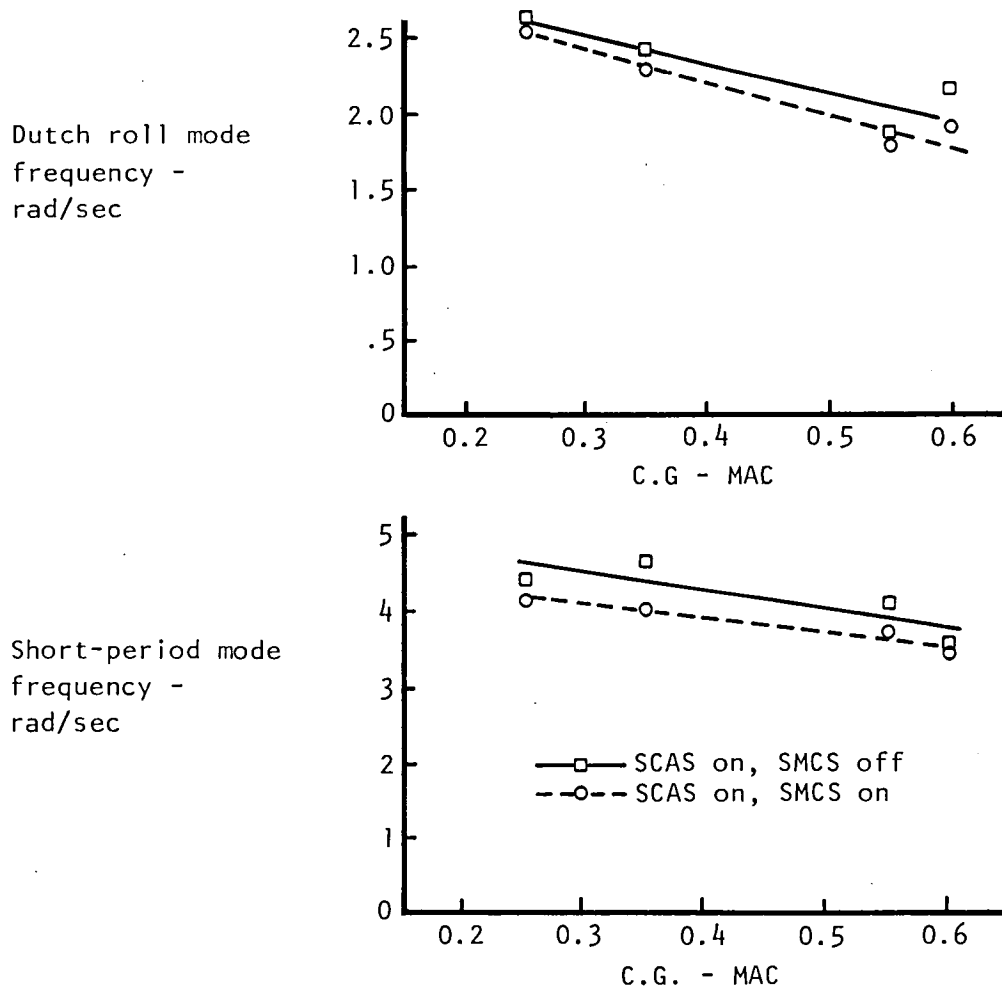 Dutch roll mode
frequency -
rad/sec
2.5
2.0
1.5
1.0
.5
0
0.2 0.3 0.4 0.5 0.6
C.G - MAC
Short-period mode
frequency -
rad/sec
5
4
3
2
1
0
SCAS on, SMCS off
SCAS on, SMCS on
0.2 0.3 0.4 0.5 0.6
C.G. - MAC